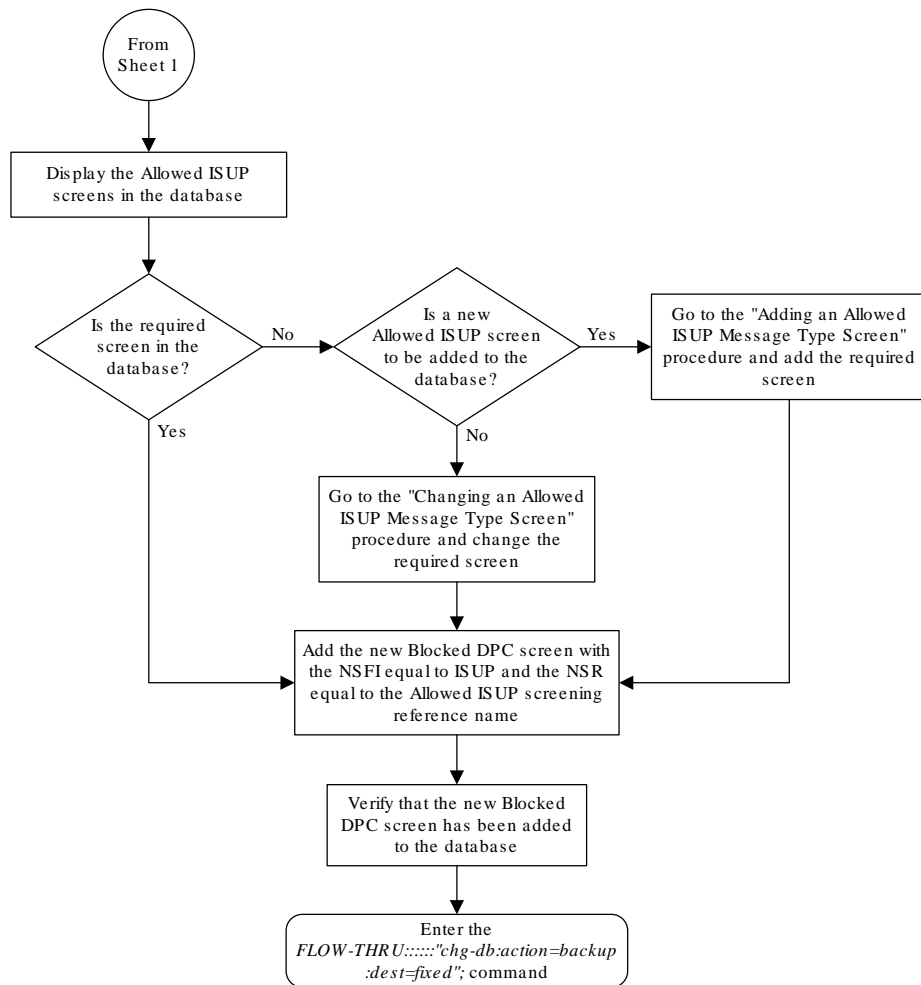 From
Sheet 1
Display the Allowed ISUP
screens in the database
Is the required
screen in the
database?
No
Yes
Is a new
Allowed ISUP screen
to be added to the
database?
Yes
No
Go to the "Adding an Allowed
ISUP Message Type Screen"
procedure and add the required
screen
Go to the "Changing an Allowed
ISUP Message Type Screen"
procedure and change the
required screen
Add the new Blocked DPC screen with
the NSFI equal to ISUP and the NSR
equal to the Allowed ISUP screening
reference name
Verify that the new Blocked
DPC screen has been added
to the database
Enter the
FLOW-THRU::::::"chg-db:action=backup
:dest=fixed"; command